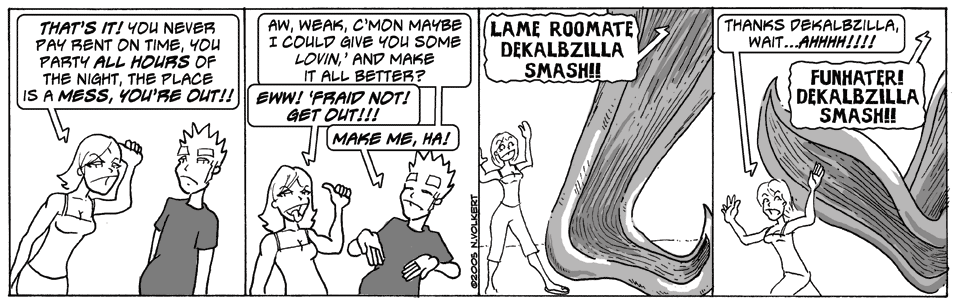 THAT'S IT! YOU NEVER
PAY RENT ON TIME, YOU
PARTY ALL HOURS OF
THE NIGHT, THE PLACE
IS A MESS, YOU'RE OUT!!
AW, WEAK, C'MON MAYBE
I COULD GIVE YOU SOME
LOVIN,' AND MAKE
IT ALL BETTER?
EWW! 'FRAID NOT!
GET OUT!!!
MAKE ME, HA!
©2005 N.VOLKERT
LAME ROOMATE
DEKALBZILLA
SMASH!!
THANKS DEKALBZILLA,
WAIT...AHHHH!!!!
FUNHATER!
DEKALBZILLA
SMASH!!